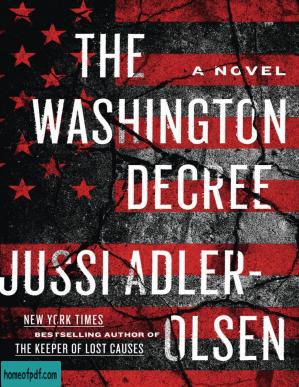 THE
A NOVEL
WASHINGTON
DECREE
JUSSI ADLER-
OLSEN
NEW YORK TIMES
BESTSELLING AUTHOR OF
THE KEEPER OF LOST CAUSES
homeofpdf.com